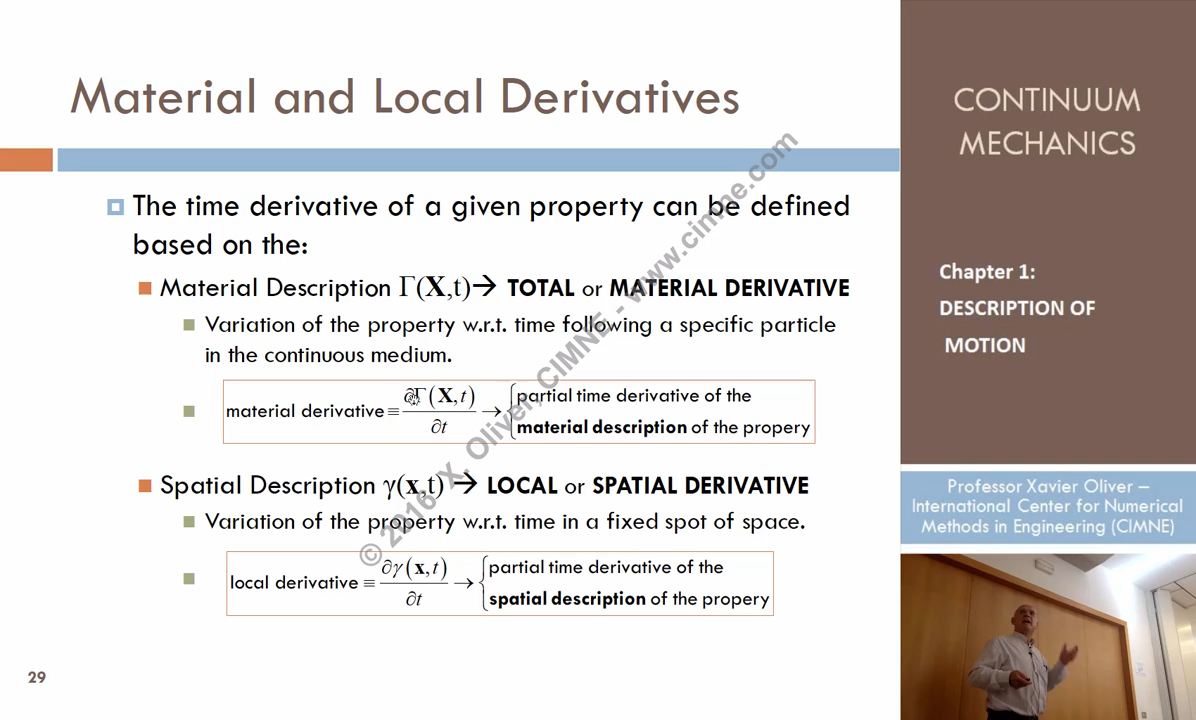 Material and Local Derivatives
The time derivative of a given property can be defined
based on the:
Material Description Γ(X,t)→ TOTAL or MATERIAL DERIVATIVE
Variation of the property w.r.t. time following a specific particle
in the continuous medium.
material derivative ≡ ∂Γ(X,t)/∂t → { partial time derivative of the
material description of the propery
Spatial Description γ(x,t) → LOCAL or SPATIAL DERIVATIVE
Variation of the property w.r.t. time in a fixed spot of space.
local derivative ≡ ∂γ(x,t)/∂t → { partial time derivative of the
spatial description of the propery
29
© 2016 X. Oliver, CIMNE - www.cimne.com
CONTINUUM
MECHANICS
Chapter 1:
DESCRIPTION OF
MOTION
Professor Xavier Oliver –
International Center for Numerical
Methods in Engineering (CIMNE)